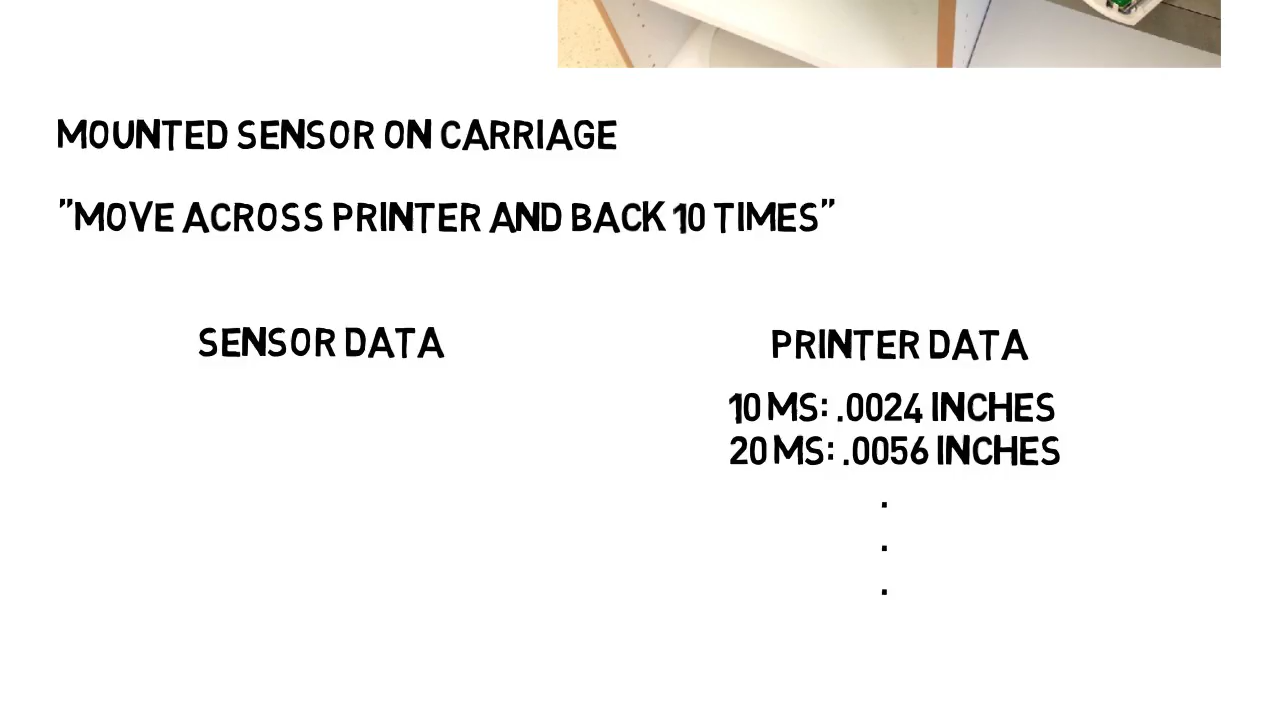 MOUNTED SENSOR ON CARRIAGE
"MOVE ACROSS PRINTER AND BACK 10 TIMES"
SENSOR DATA
PRINTER DATA
10 MS: .0024 INCHES
20 MS: .0056 INCHES
.
.
.